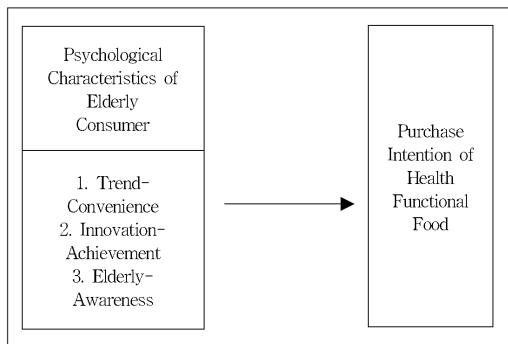 Psychological
Characteristics of
Elderly
Consumer
1. Trend-
Convenience
2. Innovation-
Achievement
3. Elderly-
Awareness
Purchase
Intention of
Health
Functional
Food